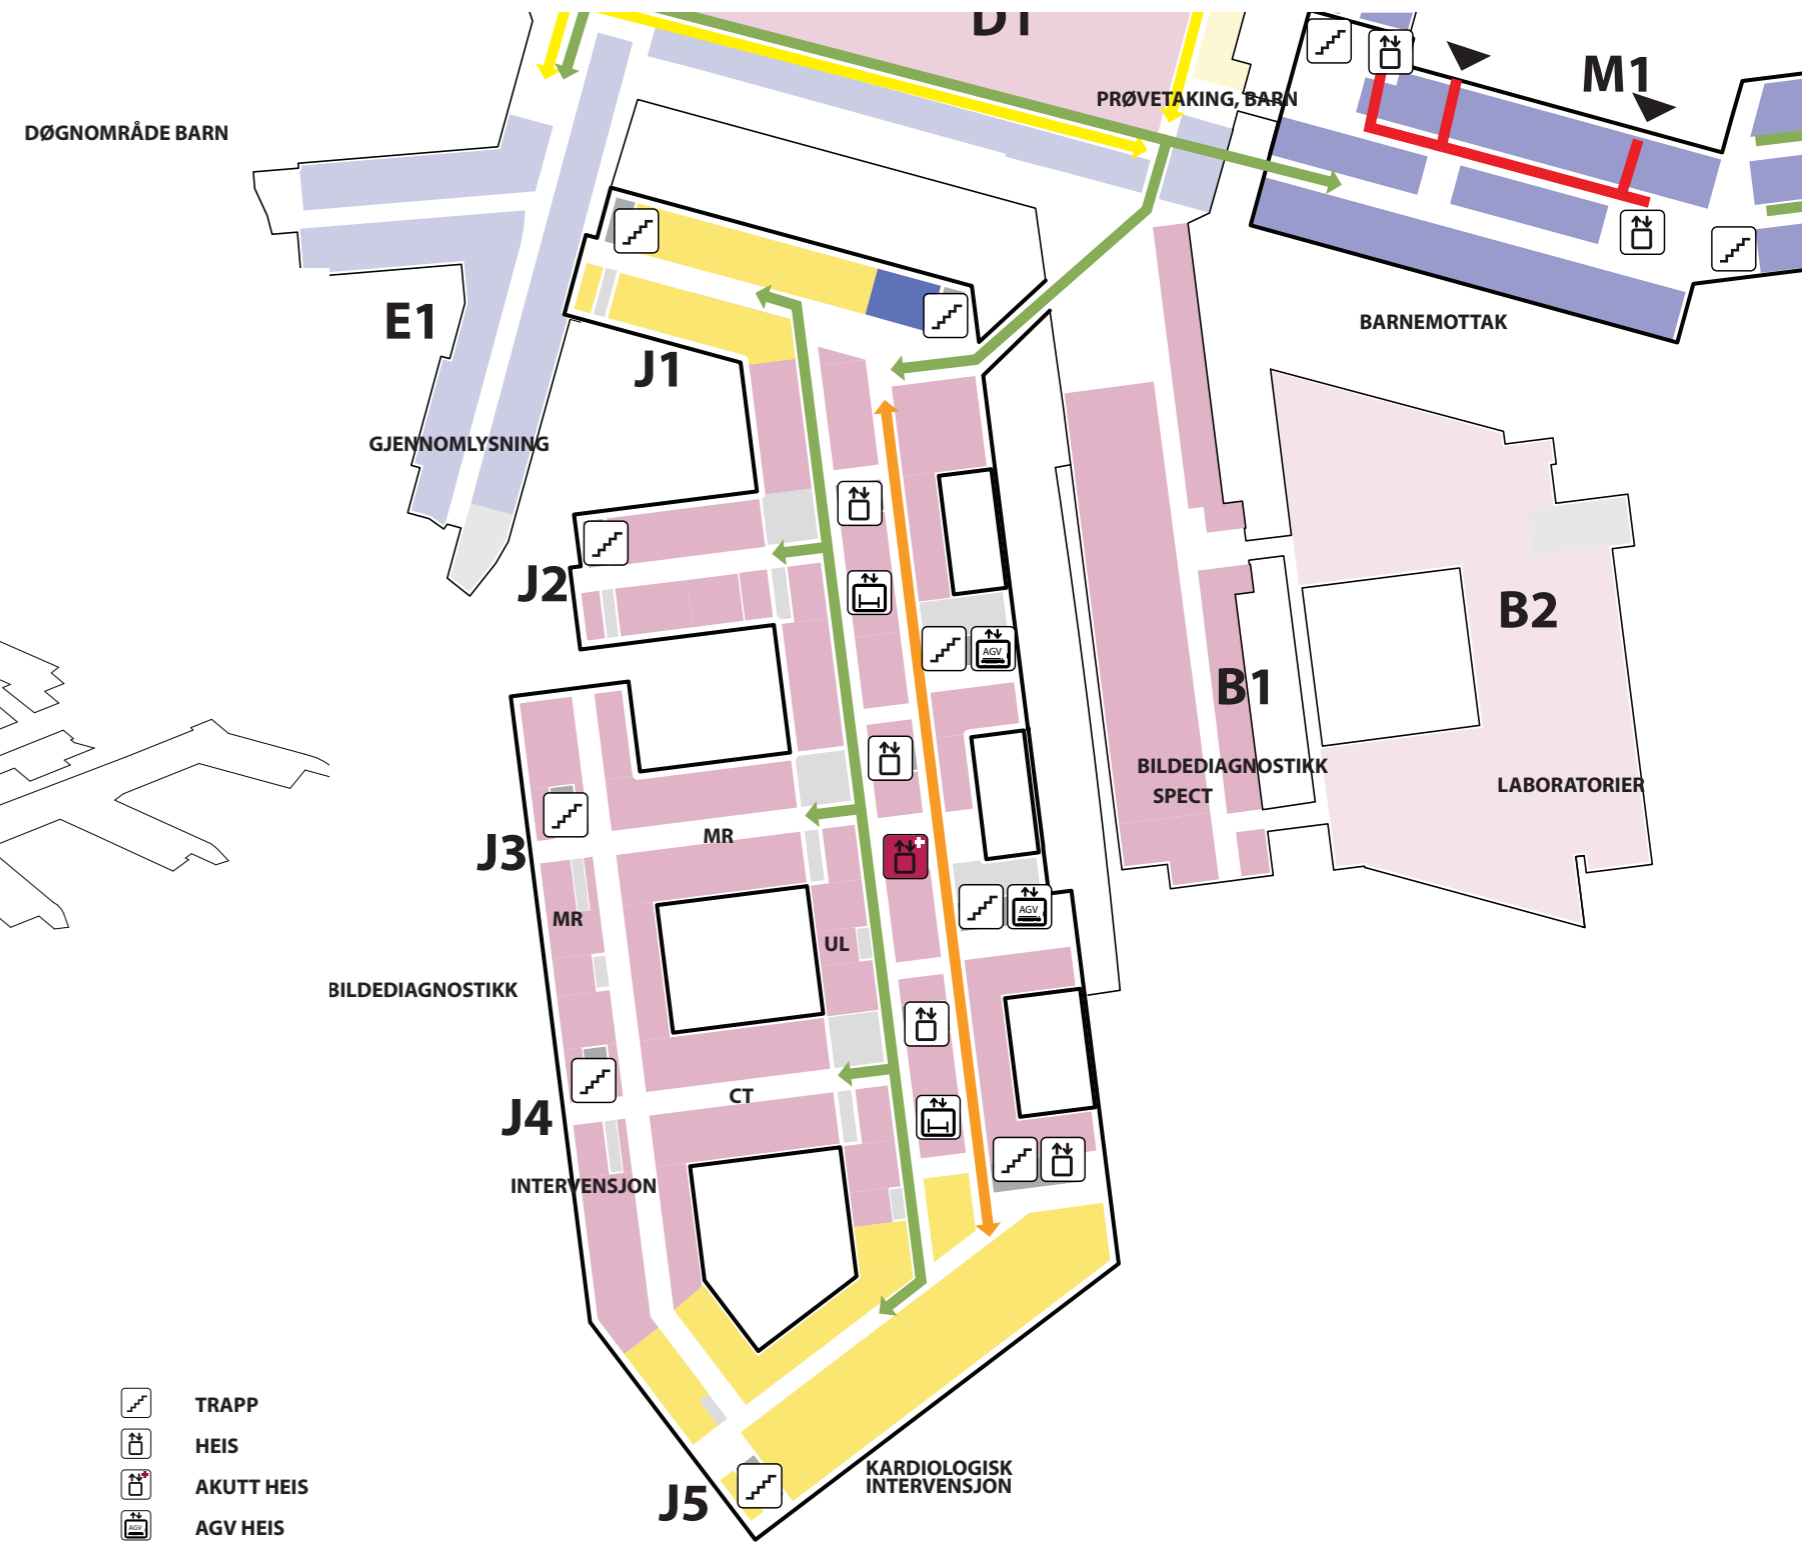 D1
M1
PRØVETAKING, BARN
DØGNOMRÅDE BARN
E1
BARNEMOTTAK
J1
GJENNOMLYSNING
J2
B2
AGV
B1
BILDEDIAGNOSTIKK
SPECT
LABORATORIER
MR
J3
MR
AGV
UL
BILDEDIAGNOSTIKK
CT
J4
INTERVENSJON
KARDIOLOGISK
INTERVENSJON
J5
TRAPP
HEIS
AKUTT HEIS
AGV
AGV HEIS